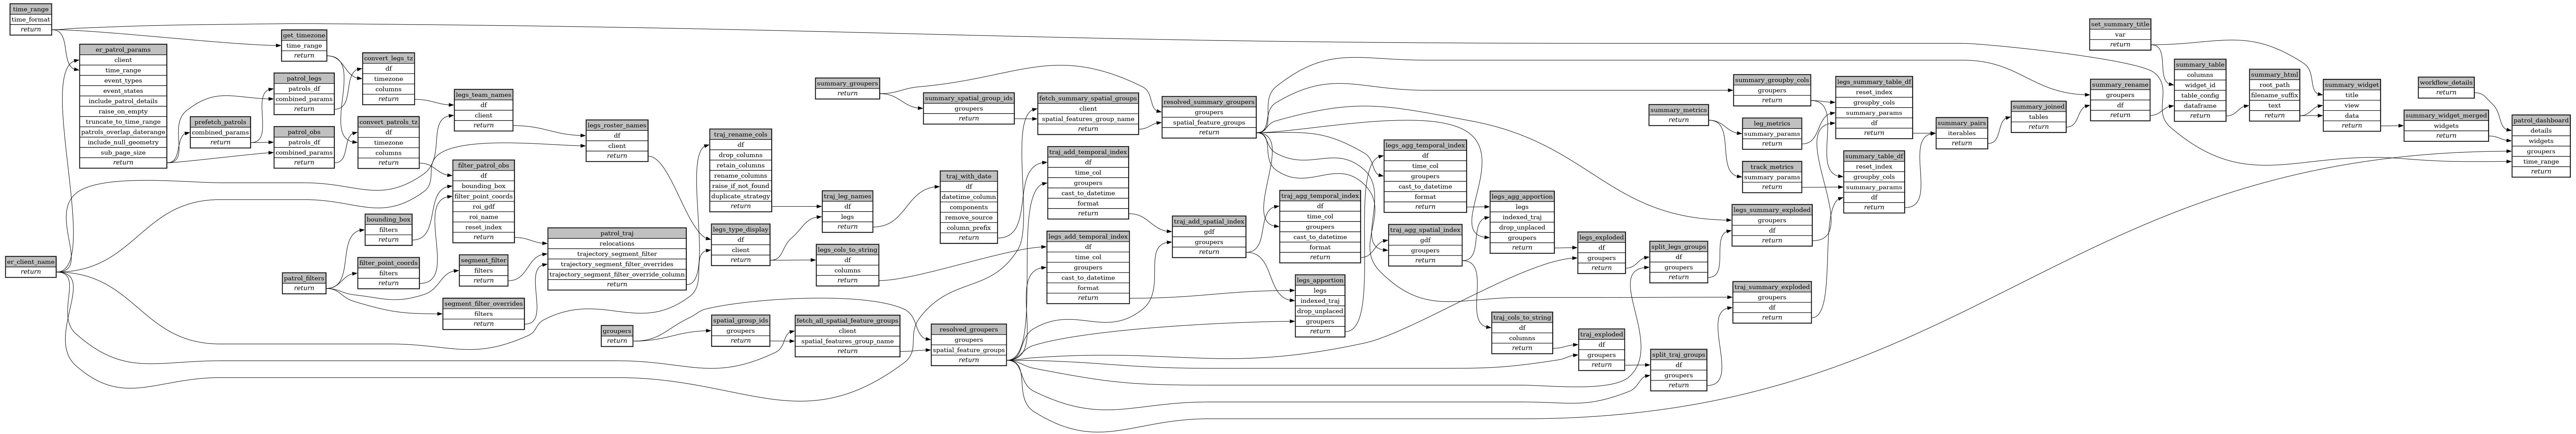 time_range
time_format
return
er_patrol_params
client
time_range
event_types
event_states
include_patrol_details
raise_on_empty
truncate_to_time_range
patrols_overlap_daterange
include_null_geometry
sub_page_size
return
er_client_name
return
prefetch_patrols
combined_params
return
get_timezone
time_range
return
patrol_legs
patrols_df
combined_params
return
patrol_obs
patrols_df
combined_params
return
patrol_filters
return
convert_legs_tz
df
timezone
columns
return
convert_patrols_tz
df
timezone
columns
return
bounding_box
filters
return
filter_point_coords
filters
return
legs_team_names
df
client
return
filter_patrol_obs
df
bounding_box
filter_point_coords
roi_gdf
roi_name
reset_index
return
segment_filter
filters
return
segment_filter_overrides
filters
return
patrol_traj
relocations
trajectory_segment_filter
trajectory_segment_filter_overrides
trajectory_segment_filter_override_column
return
legs_roster_names
df
client
return
groupers
return
traj_rename_cols
df
drop_columns
retain_columns
rename_columns
raise_if_not_found
duplicate_strategy
return
legs_type_display
df
client
return
spatial_group_ids
groupers
return
summary_groupers
return
traj_leg_names
df
legs
return
legs_cols_to_string
df
columns
return
fetch_all_spatial_feature_groups
client
spatial_features_group_name
return
summary_spatial_group_ids
groupers
return
traj_with_date
df
datetime_column
components
remove_source
column_prefix
return
resolved_groupers
groupers
spatial_feature_groups
return
fetch_summary_spatial_groups
client
spatial_features_group_name
return
traj_add_temporal_index
df
time_col
groupers
cast_to_datetime
format
return
legs_add_temporal_index
df
time_col
groupers
cast_to_datetime
format
return
resolved_summary_groupers
groupers
spatial_feature_groups
return
traj_add_spatial_index
gdf
groupers
return
traj_agg_temporal_index
df
time_col
groupers
cast_to_datetime
format
return
legs_apportion
legs
indexed_traj
drop_unplaced
groupers
return
legs_agg_temporal_index
df
time_col
groupers
cast_to_datetime
format
return
traj_agg_spatial_index
gdf
groupers
return
legs_agg_apportion
legs
indexed_traj
drop_unplaced
groupers
return
traj_cols_to_string
df
columns
return
legs_exploded
df
groupers
return
traj_exploded
df
groupers
return
summary_metrics
return
split_legs_groups
df
groupers
return
split_traj_groups
df
groupers
return
summary_groupby_cols
groupers
return
leg_metrics
summary_params
return
track_metrics
summary_params
return
legs_summary_exploded
groupers
df
return
traj_summary_exploded
groupers
df
return
legs_summary_table_df
reset_index
groupby_cols
summary_params
df
return
summary_table_df
reset_index
groupby_cols
summary_params
df
return
summary_pairs
iterables
return
summary_joined
tables
return
set_summary_title
var
return
summary_rename
groupers
df
return
summary_table
columns
widget_id
table_config
dataframe
return
summary_html
root_path
filename_suffix
text
return
summary_widget
title
view
data
return
workflow_details
return
summary_widget_merged
widgets
return
patrol_dashboard
details
widgets
groupers
time_range
return